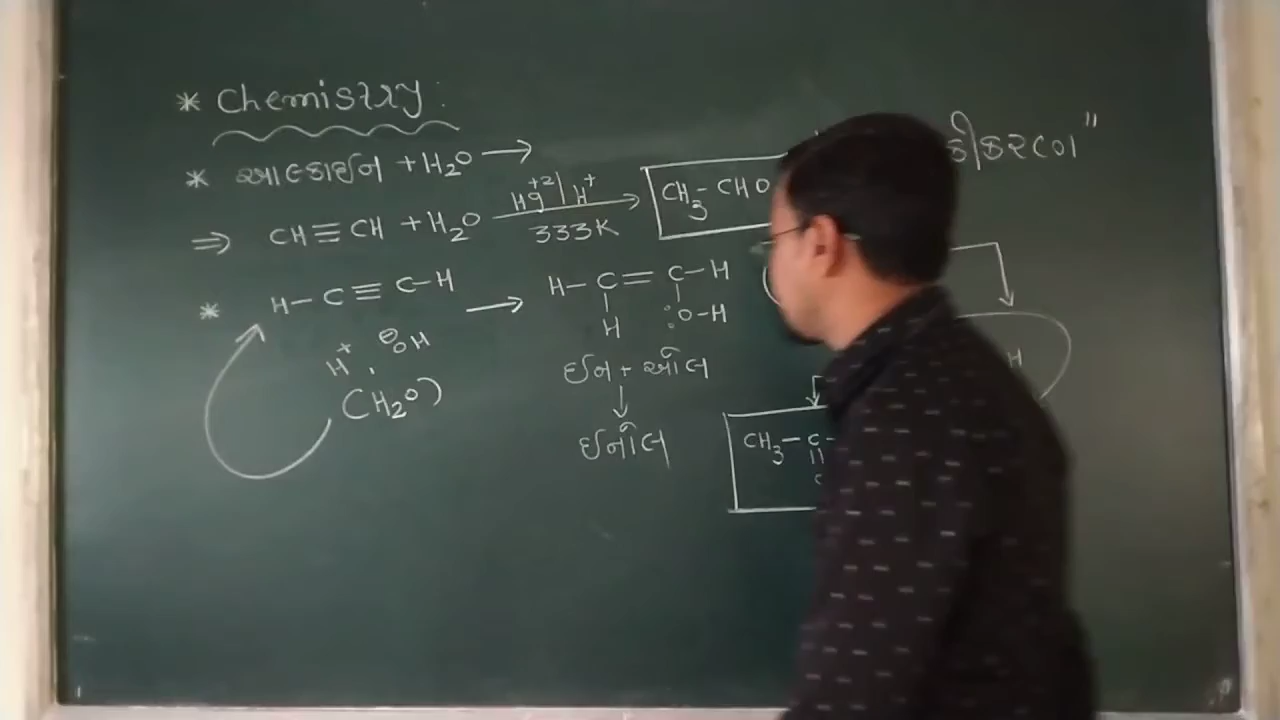 * Chemistry :
* આલ્કાઈન + H₂O →
⇒ CH≡CH + H₂O Hg⁺²/H⁺ → CH₃-CHO
333K
* H-C≡C-H → H-C=C-H
H :O-H
H⁺ ⊖OH
(H₂O)
ઈન + ઓલ
↓
ઈનોલ
CH₃-C-
||
H